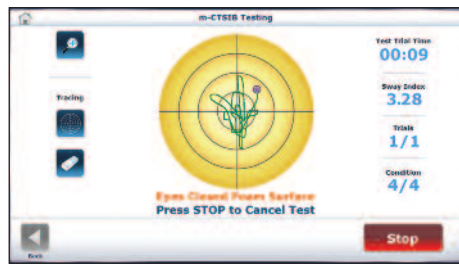 m-CTSIB Testing
Test Trial Time
00:09
Sway Index
3.28
Tracing
Trials
1/1
Condition
4/4
Eyes Closed Foam Surface
Press STOP to Cancel Test
Back
Stop